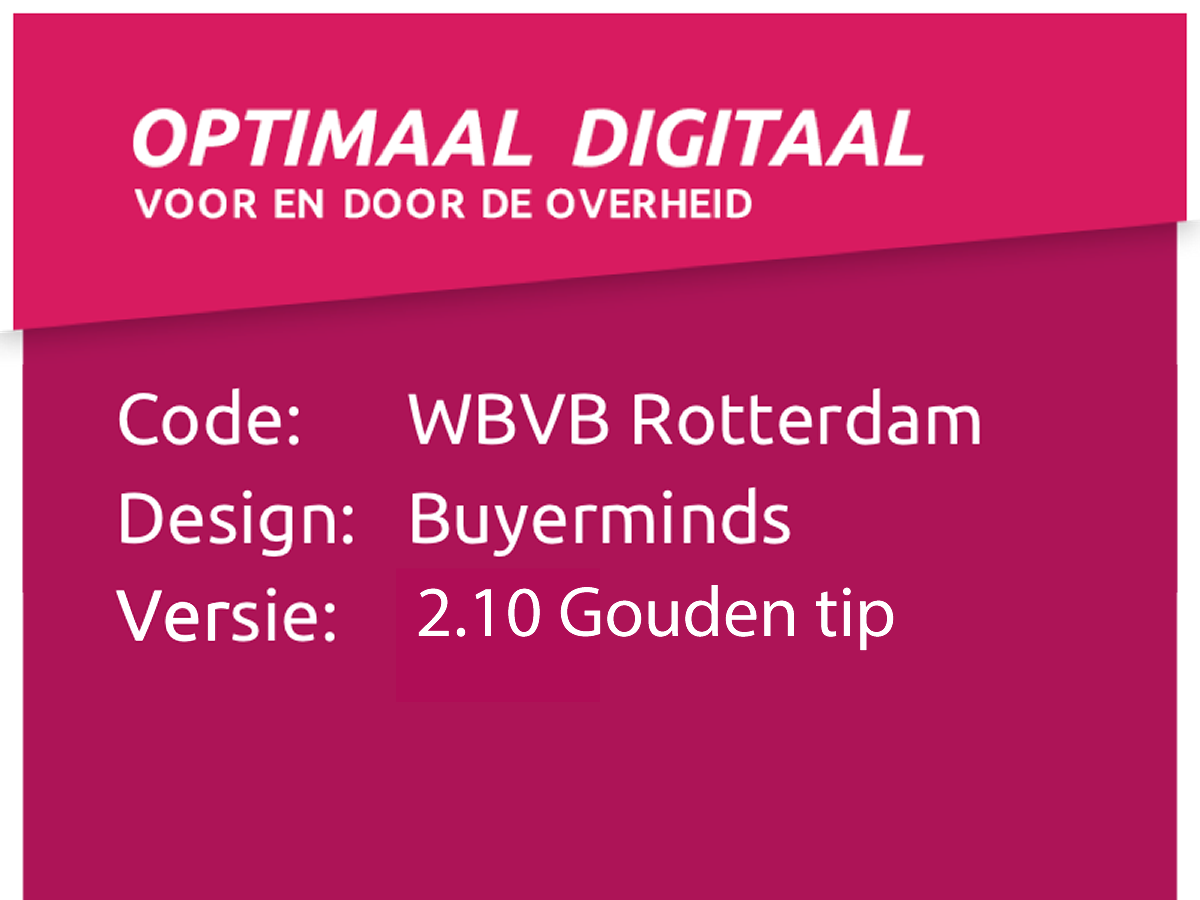 OPTIMAAL DIGITAAL
VOOR EN DOOR DE OVERHEID
Code: WBVB Rotterdam
Design: Buyerminds
Versie: 2.10 Gouden tip